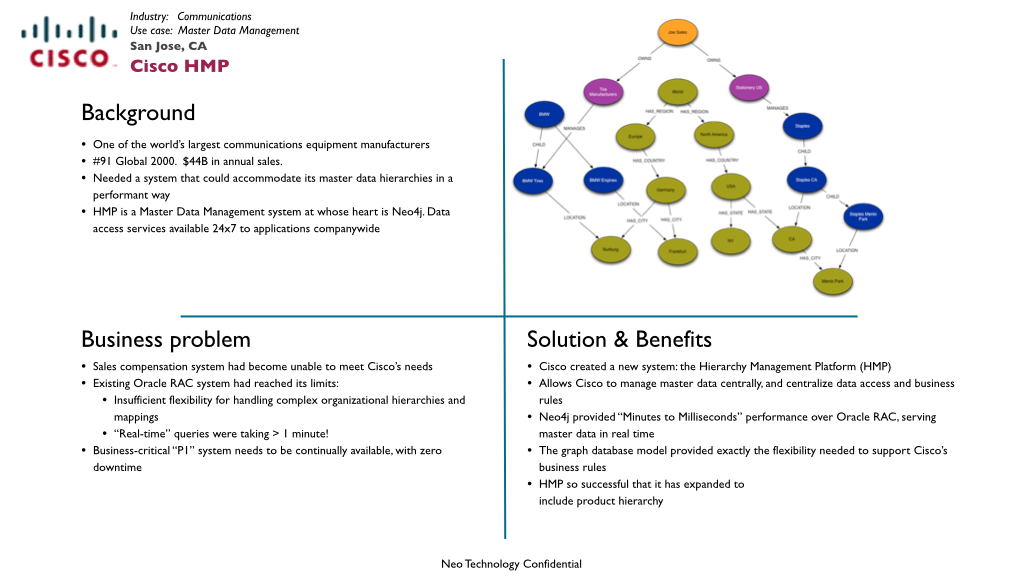 CISCO
Industry: Communications
Use case: Master Data Management
San Jose, CA
Cisco HMP
Background
• One of the world's largest communications equipment manufacturers
• #91 Global 2000. $44B in annual sales.
• Needed a system that could accommodate its master data hierarchies in a
performant way
• HMP is a Master Data Management system at whose heart is Neo4j. Data
access services available 24x7 to applications companywide
Joe Sales
OWNS
OWNS
Tire
Manufacturers
World
Stationery US
BMW
HAS_REGION
HAS_REGION
MANAGES
MANAGES
Europe
North America
Staples
CHILD
HAS_COUNTRY
HAS_COUNTRY
CHILD
BMW Tires
BMW Engines
Germany
USA
Staples CA
LOCATION
CHILD
LOCATION
HAS_CITY
HAS_CITY
HAS_STATE
HAS_STATE
LOCATION
Staples Menlo
Park
Nurburg
Frankfurt
CA
LOCATION
HAS_CITY
Menlo Park
Business problem
• Sales compensation system had become unable to meet Cisco's needs
• Existing Oracle RAC system had reached its limits:
• Insufficient flexibility for handling complex organizational hierarchies and
mappings
• “Real-time” queries were taking > 1 minute!
• Business-critical “P1” system needs to be continually available, with zero
downtime
Solution & Benefits
• Cisco created a new system: the Hierarchy Management Platform (HMP)
• Allows Cisco to manage master data centrally, and centralize data access and business
rules
• Neo4j provided “Minutes to Milliseconds” performance over Oracle RAC, serving
master data in real time
• The graph database model provided exactly the flexibility needed to support Cisco's
business rules
• HMP so successful that it has expanded to
include product hierarchy
Neo Technology Confidential